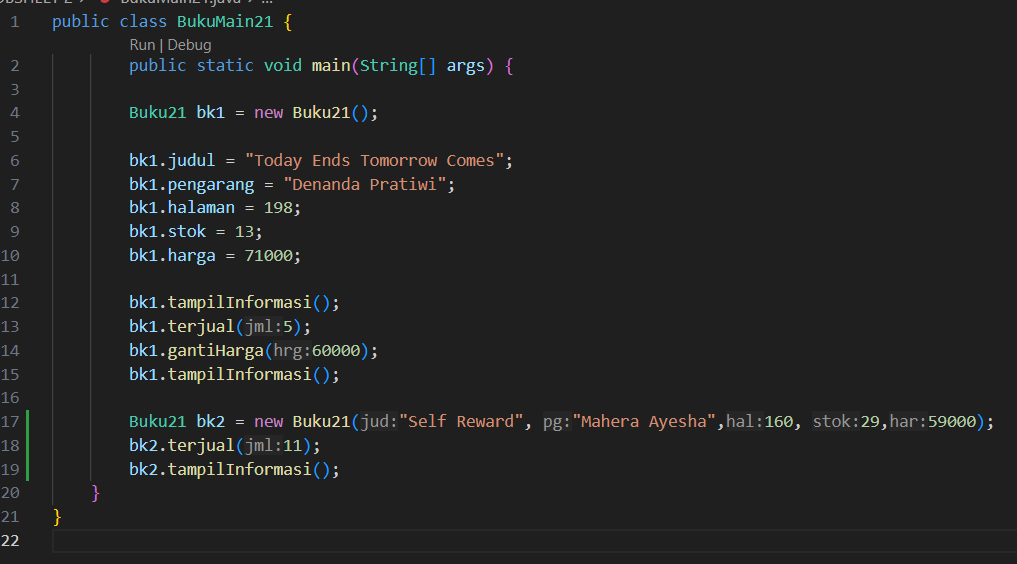 BukuMain21.java
1 public class BukuMain21 {
Run | Debug
2 public static void main(String[] args) {
3
4 Buku21 bk1 = new Buku21();
5
6 bk1.judul = "Today Ends Tomorrow Comes";
7 bk1.pengarang = "Denanda Pratiwi";
8 bk1.halaman = 198;
9 bk1.stok = 13;
10 bk1.harga = 71000;
11
12 bk1.tampilInformasi();
13 bk1.terjual(jml:5);
14 bk1.gantiHarga(hrg:60000);
15 bk1.tampilInformasi();
16
17 Buku21 bk2 = new Buku21(jud:"Self Reward", pg:"Mahera Ayesha",hal:160, stok:29,har:59000);
18 bk2.terjual(jml:11);
19 bk2.tampilInformasi();
20 }
21 }
22